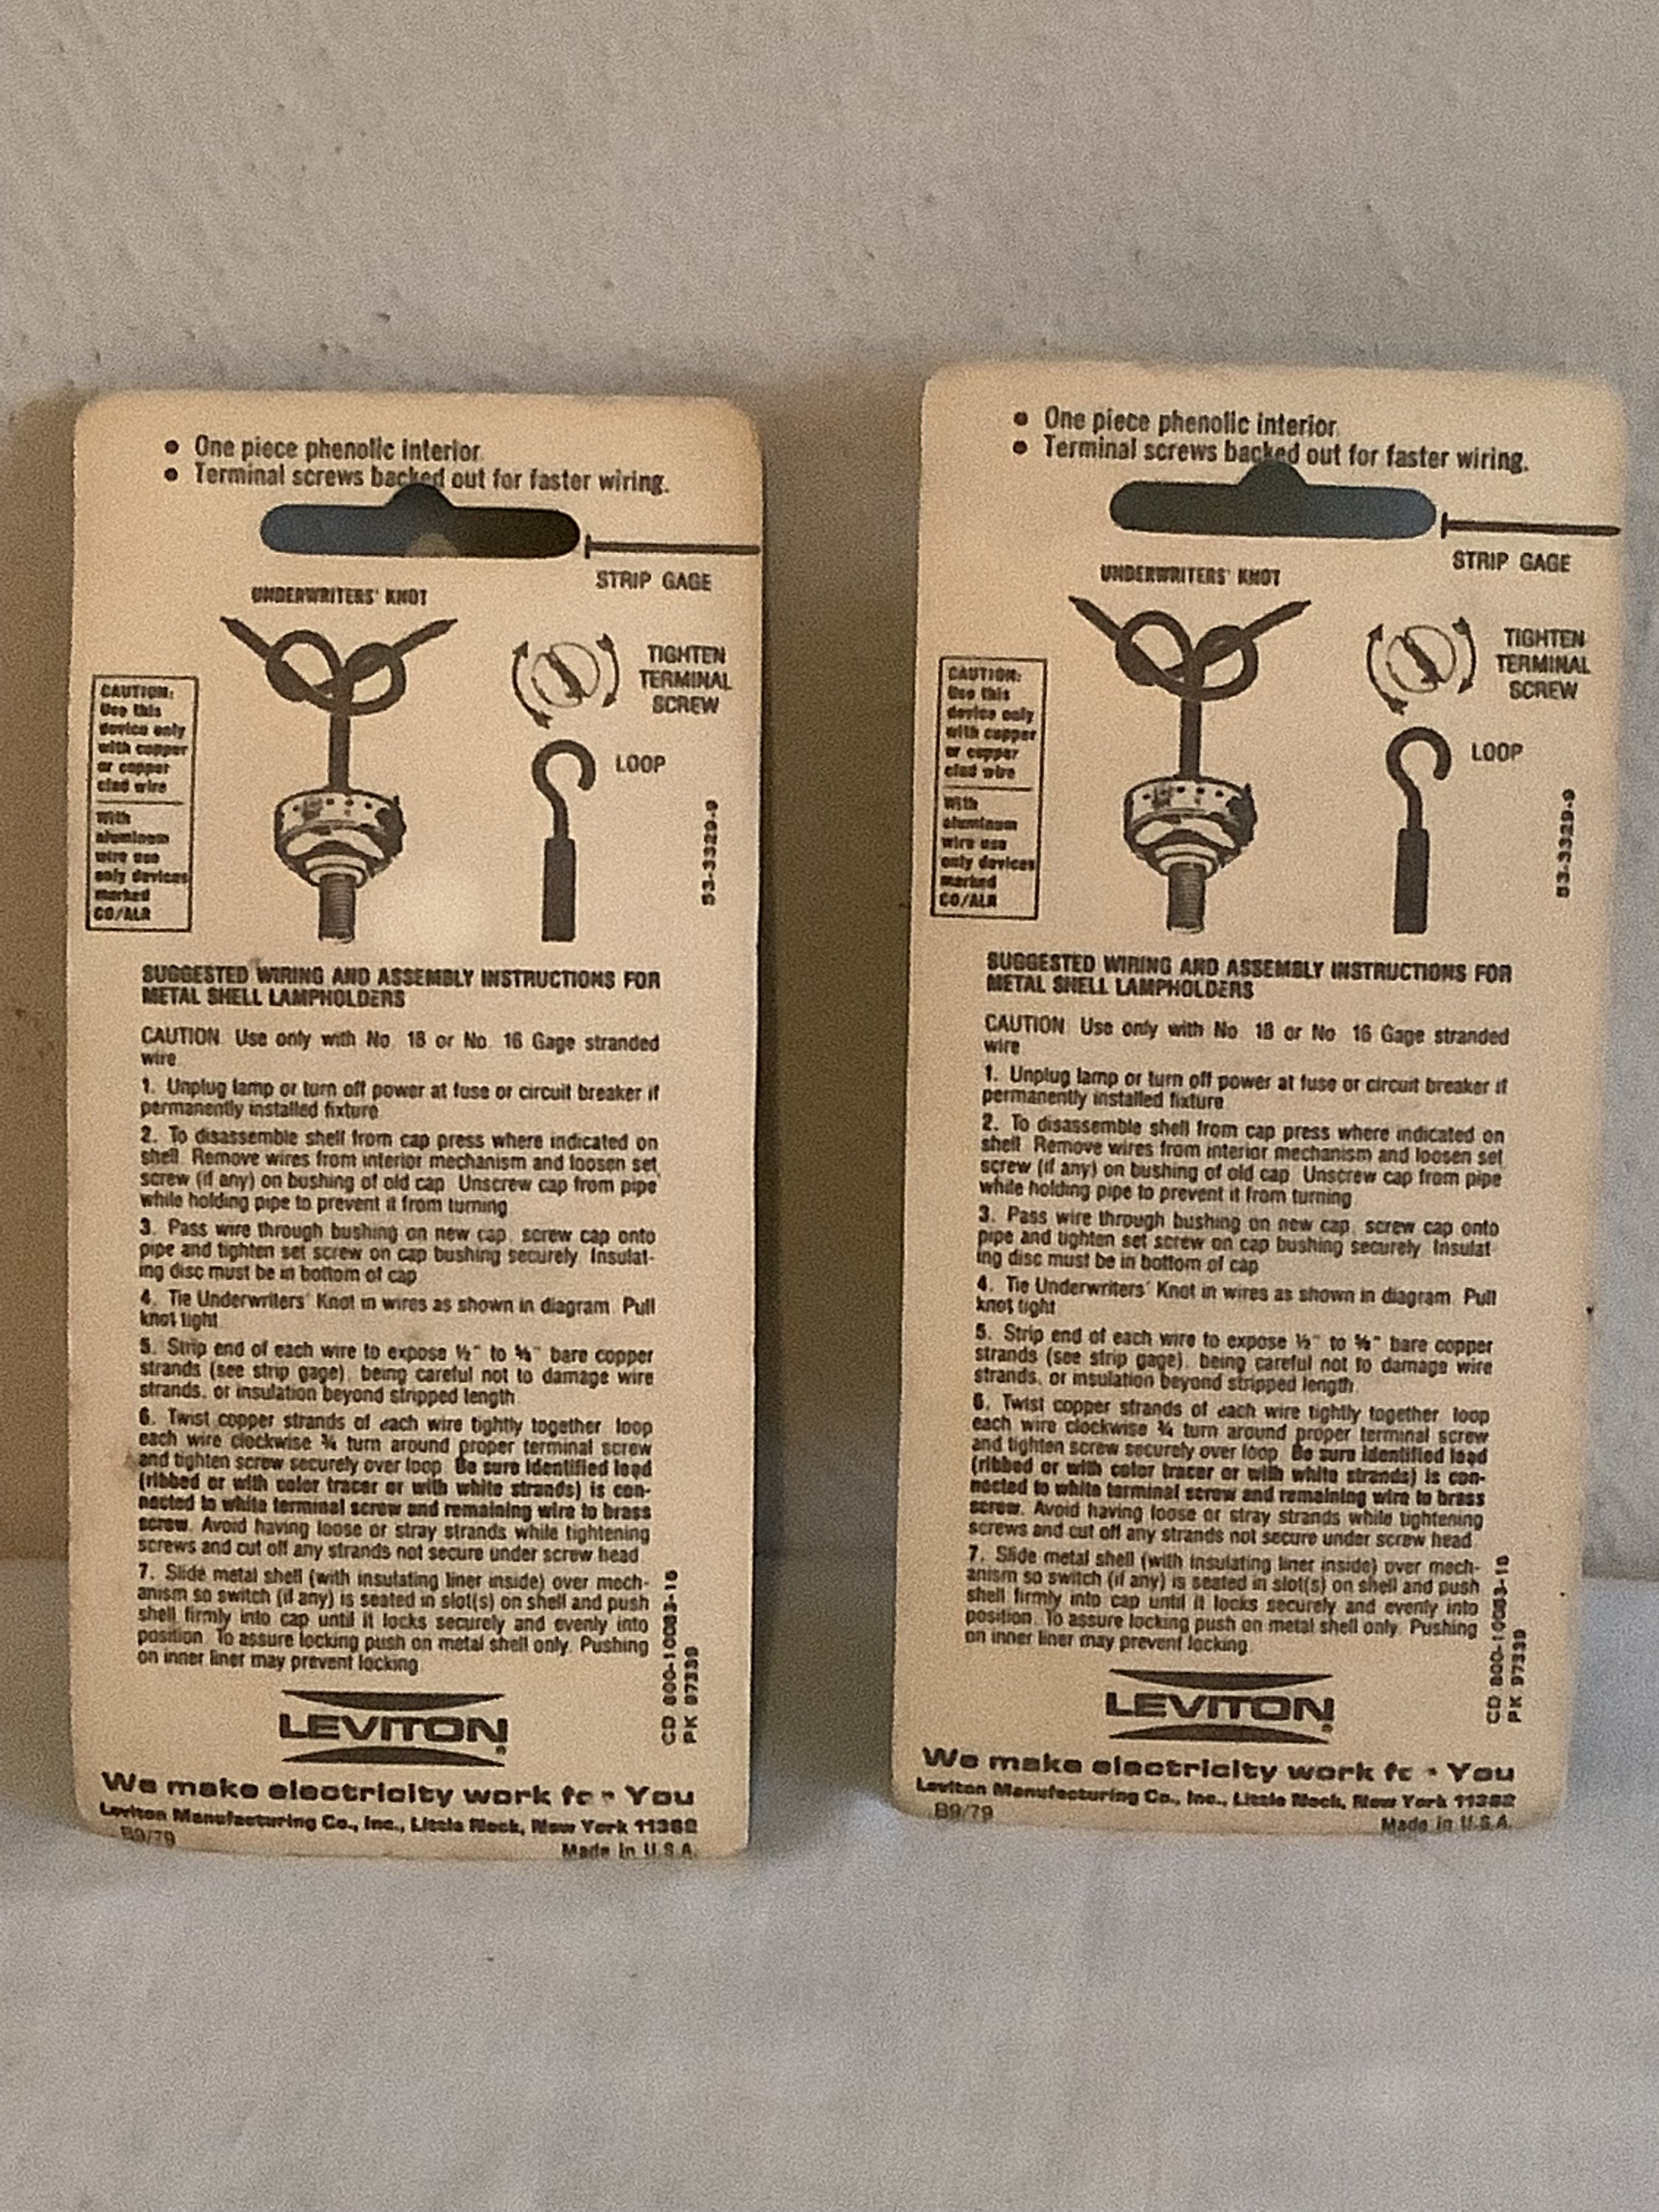 • One piece phenolic interior
• Terminal screws backed out for faster wiring.
STRIP GAGE
UNDERWRITERS' KNOT
TIGHTEN
TERMINAL
SCREW
LOOP
CAUTION:
Use this
device only
with copper
or copper
clad wire
With
aluminum
wire use
only devices
marked
CO/ALR
53-3329-9
SUGGESTED WIRING AND ASSEMBLY INSTRUCTIONS FOR
METAL SHELL LAMPHOLDERS
CAUTION Use only with No 18 or No. 16 Gage stranded
wire
1. Unplug lamp or turn off power at fuse or circuit breaker if
permanently installed fixture
2. To disassemble shell from cap press where indicated on
shell. Remove wires from interior mechanism and loosen set
screw (if any) on bushing of old cap. Unscrew cap from pipe
while holding pipe to prevent it from turning
3. Pass wire through bushing on new cap, screw cap onto
pipe and tighten set screw on cap bushing securely. Insulat-
ing disc must be in bottom of cap
4. Tie Underwriters' Knot in wires as shown in diagram. Pull
knot tight
5. Strip end of each wire to expose ½" to ⅝" bare copper
strands (see strip gage), being careful not to damage wire
strands, or insulation beyond stripped length
6. Twist copper strands of each wire tightly together, loop
each wire clockwise ¾ turn around proper terminal screw
and tighten screw securely over loop. Be sure identified lead
(ribbed or with color tracer or with white strands) is con-
nected to white terminal screw and remaining wire to brass
screw. Avoid having loose or stray strands while tightening
screws and cut off any strands not secure under screw head.
7. Slide metal shell (with insulating liner inside) over mech-
anism so switch (if any) is seated in slot(s) on shell and push
shell firmly into cap until it locks securely and evenly into
position. To assure locking push on metal shell only. Pushing
on inner liner may prevent locking
CD 800-10083-15
PK 97339
LEVITON®
We make electricity work for You
Leviton Manufacturing Co., Inc., Little Neck, New York 11362
B9/79
Made in U.S.A.
• One piece phenolic interior
• Terminal screws backed out for faster wiring.
STRIP GAGE
UNDERWRITERS' KNOT
TIGHTEN
TERMINAL
SCREW
LOOP
CAUTION:
Use this
device only
with copper
or copper
clad wire
With
aluminum
wire use
only devices
marked
CO/ALR
53-3329-9
SUGGESTED WIRING AND ASSEMBLY INSTRUCTIONS FOR
METAL SHELL LAMPHOLDERS
CAUTION Use only with No 18 or No 16 Gage stranded
wire
1. Unplug lamp or turn off power at fuse or circuit breaker if
permanently installed fixture
2. To disassemble shell from cap press where indicated on
shell. Remove wires from interior mechanism and loosen set
screw (if any) on bushing of old cap. Unscrew cap from pipe
while holding pipe to prevent it from turning
3. Pass wire through bushing on new cap, screw cap onto
pipe and tighten set screw on cap bushing securely. Insulat-
ing disc must be in bottom of cap
4. Tie Underwriters' Knot in wires as shown in diagram. Pull
knot tight
5. Strip end of each wire to expose ½" to ⅝" bare copper
strands (see strip gage), being careful not to damage wire
strands, or insulation beyond stripped length
6. Twist copper strands of each wire tightly together, loop
each wire clockwise ¾ turn around proper terminal screw
and tighten screw securely over loop. Be sure identified lead
(ribbed or with color tracer or with white strands) is con-
nected to white terminal screw and remaining wire to brass
screw. Avoid having loose or stray strands while tightening
screws and cut off any strands not secure under screw head
7. Slide metal shell (with insulating liner inside) over mech-
anism so switch (if any) is seated in slot(s) on shell and push
shell firmly into cap until it locks securely and evenly into
position. To assure locking push on metal shell only. Pushing
on inner liner may prevent locking
CD 800-10083-15
PK 97339
LEVITON®
We make electricity work for You
Leviton Manufacturing Co., Inc., Little Neck, New York 11362
B9/79
Made in U.S.A.